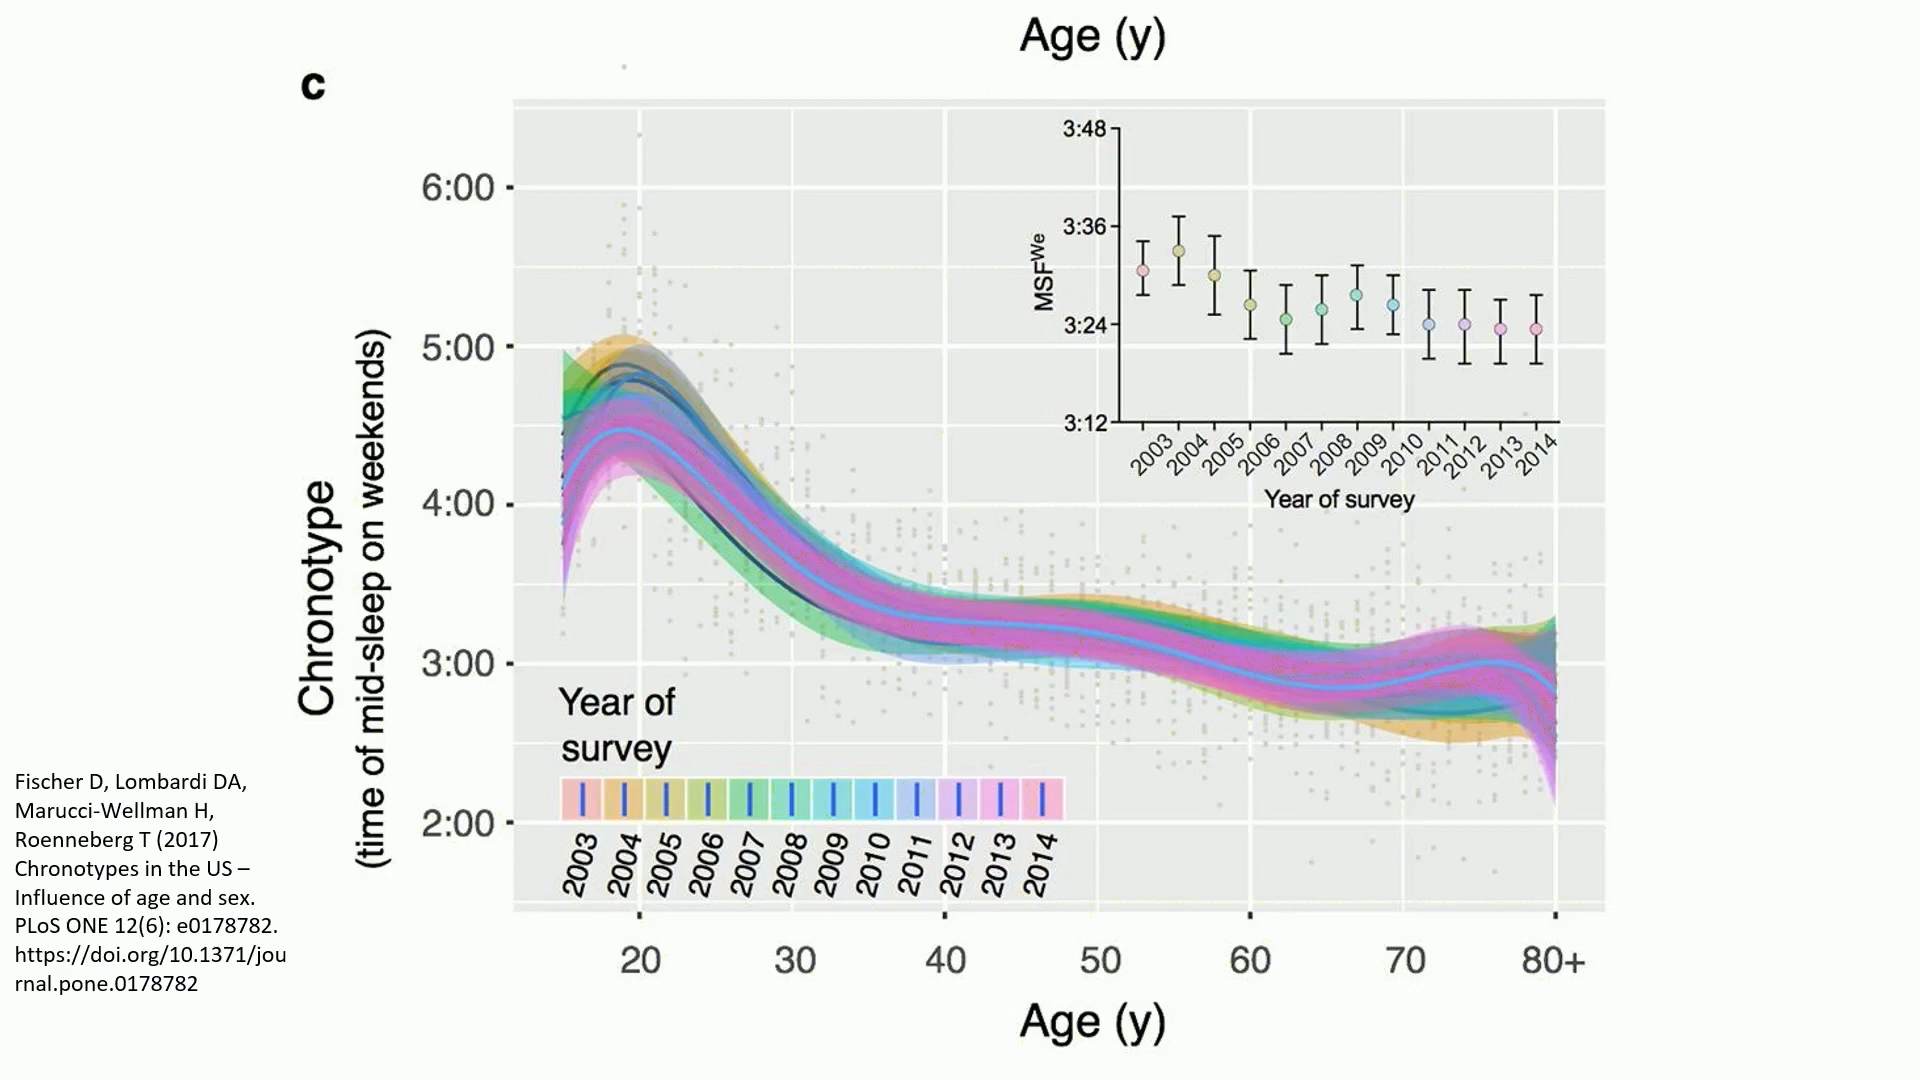 Age (y)
c
3:48
3:36
3:24
3:12
MSFWe
2003 2004 2005 2006 2007 2008 2009 2010 2011 2012 2013 2014
Year of survey
6:00
5:00
4:00
3:00
2:00
Chronotype
(time of mid-sleep on weekends)
Year of
survey
2003 2004 2005 2006 2007 2008 2009 2010 2011 2012 2013 2014
20 30 40 50 60 70 80+
Age (y)
Fischer D, Lombardi DA,
Marucci-Wellman H,
Roenneberg T (2017)
Chronotypes in the US –
Influence of age and sex.
PLoS ONE 12(6): e0178782.
https://doi.org/10.1371/jou
rnal.pone.0178782